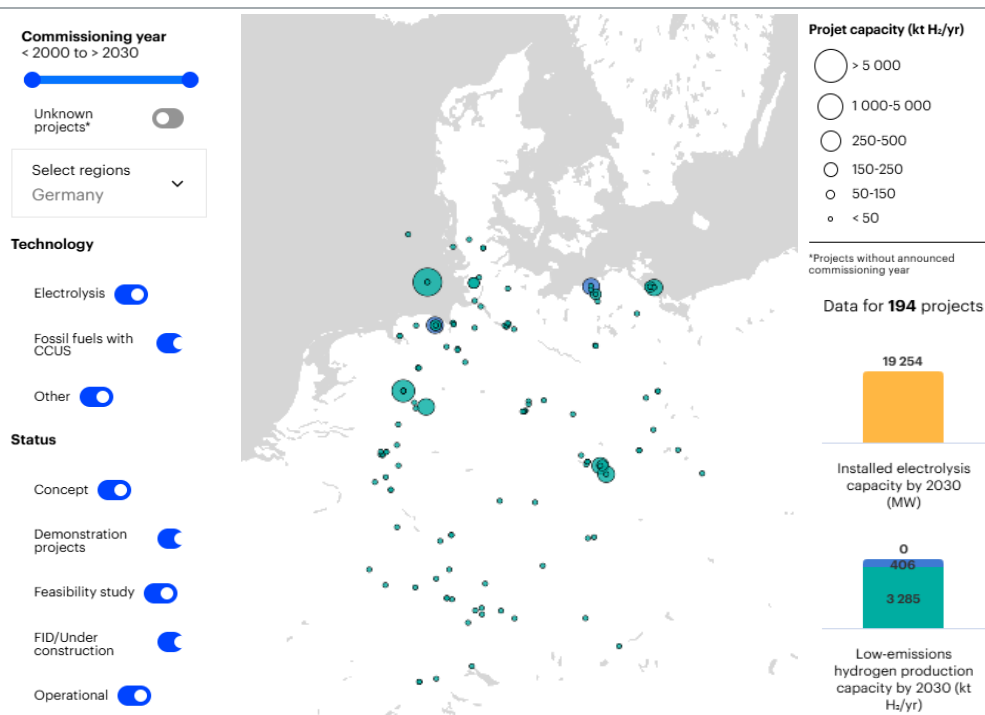 Commissioning year
< 2000 to > 2030
Unknown
projects*
Select regions
Germany
Technology
Electrolysis
Fossil fuels with
CCUS
Other
Status
Concept
Demonstration
projects
Feasibility study
FID/Under
construction
Operational
Projet capacity (kt H₂/yr)
> 5 000
1 000-5 000
250-500
150-250
50-150
< 50
*Projects without announced
commissioning year
Data for 194 projects
19 254
Installed electrolysis
capacity by 2030
(MW)
0
406
3 285
Low-emissions
hydrogen production
capacity by 2030 (kt
H₂/yr)